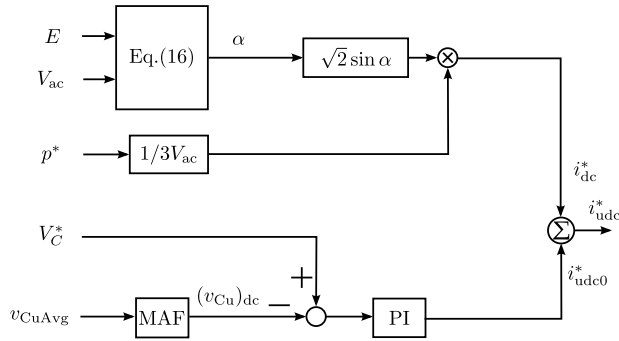 E
Eq.(16)
α
√2 sin α
V_ac
×
p*
1/3V_ac
i*_dc
V*_C
Σ
i*_udc
+
i*_udc0
(v_Cu)_dc
−
v_CuAvg
MAF
PI